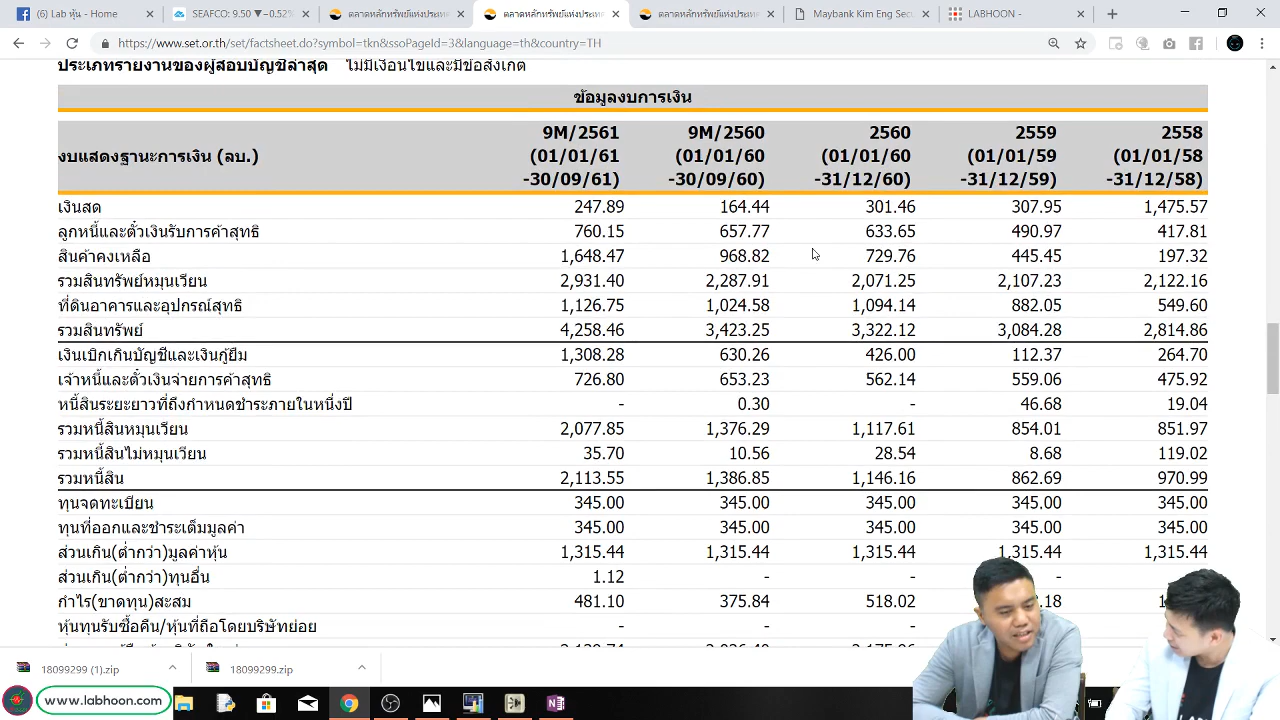 (6) Lab หุ้น - Home
SEAFCO: 9.50 ▼ −0.52%
ตลาดหลักทรัพย์แห่งประเทศ
ตลาดหลักทรัพย์แห่งประเทศ
ตลาดหลักทรัพย์แห่งประเทศ
Maybank Kim Eng Secu
LABHOON -
https://www.set.or.th/set/factsheet.do?symbol=tkn&ssoPageId=3&language=th&country=TH
ประเภทรายงานของผู้สอบบัญชีล่าสุด ไม่มีเงื่อนไขและมีข้อสังเกต
ข้อมูลงบการเงิน
งบแสดงฐานะการเงิน (ลบ.) 9M/2561 (01/01/61 -30/09/61) 9M/2560 (01/01/60 -30/09/60) 2560 (01/01/60 -31/12/60) 2559 (01/01/59 -31/12/59) 2558 (01/01/58 -31/12/58)
เงินสด 247.89 164.44 301.46 307.95 1,475.57
ลูกหนี้และตั๋วเงินรับการค้าสุทธิ 760.15 657.77 633.65 490.97 417.81
สินค้าคงเหลือ 1,648.47 968.82 729.76 445.45 197.32
รวมสินทรัพย์หมุนเวียน 2,931.40 2,287.91 2,071.25 2,107.23 2,122.16
ที่ดินอาคารและอุปกรณ์สุทธิ 1,126.75 1,024.58 1,094.14 882.05 549.60
รวมสินทรัพย์ 4,258.46 3,423.25 3,322.12 3,084.28 2,814.86
เงินเบิกเกินบัญชีและเงินกู้ยืม 1,308.28 630.26 426.00 112.37 264.70
เจ้าหนี้และตั๋วเงินจ่ายการค้าสุทธิ 726.80 653.23 562.14 559.06 475.92
หนี้สินระยะยาวที่ถึงกำหนดชำระภายในหนึ่งปี - 0.30 - 46.68 19.04
รวมหนี้สินหมุนเวียน 2,077.85 1,376.29 1,117.61 854.01 851.97
รวมหนี้สินไม่หมุนเวียน 35.70 10.56 28.54 8.68 119.02
รวมหนี้สิน 2,113.55 1,386.85 1,146.16 862.69 970.99
ทุนจดทะเบียน 345.00 345.00 345.00 345.00 345.00
ทุนที่ออกและชำระเต็มมูลค่า 345.00 345.00 345.00 345.00 345.00
ส่วนเกิน(ต่ำกว่า)มูลค่าหุ้น 1,315.44 1,315.44 1,315.44 1,315.44 1,315.44
ส่วนเกิน(ต่ำกว่า)ทุนอื่น 1.12 - - -
กำไร(ขาดทุน)สะสม 481.10 375.84 518.02
หุ้นทุนรับซื้อคืน/หุ้นที่ถือโดยบริษัทย่อย - - -
18099299 (1).zip
18099299.zip
www.labhoon.com